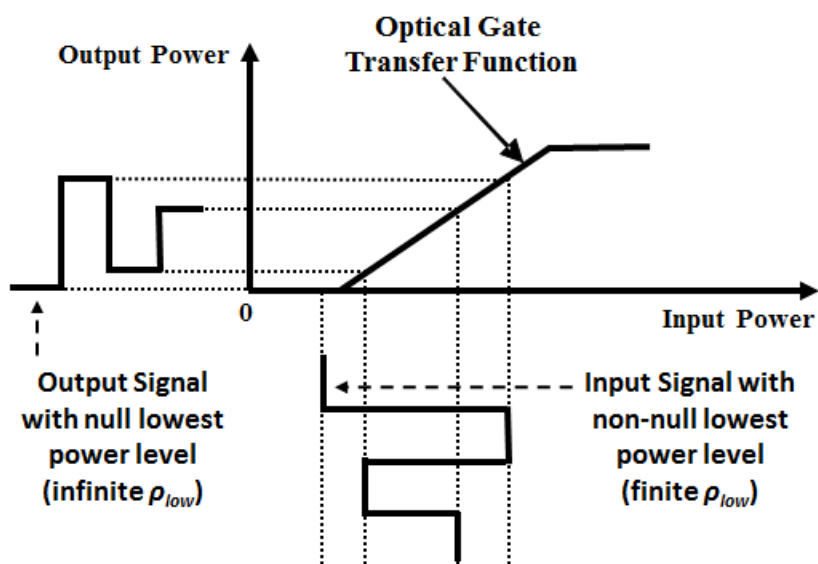 Optical Gate
Transfer Function
Output Power
0
Input Power
Output Signal
with null lowest
power level
(infinite ρlow)
Input Signal with
non-null lowest
power level
(finite ρlow)